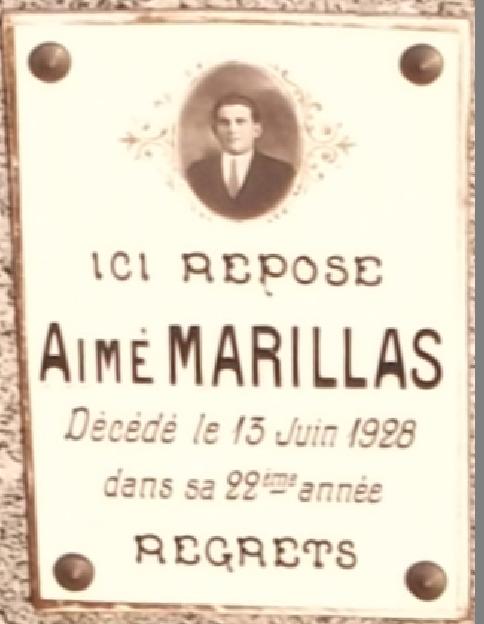 ICI REPOSE
AIMÉ MARILLAS
Décédé le 13 Juin 1928
dans sa 22ème année
REGRETS